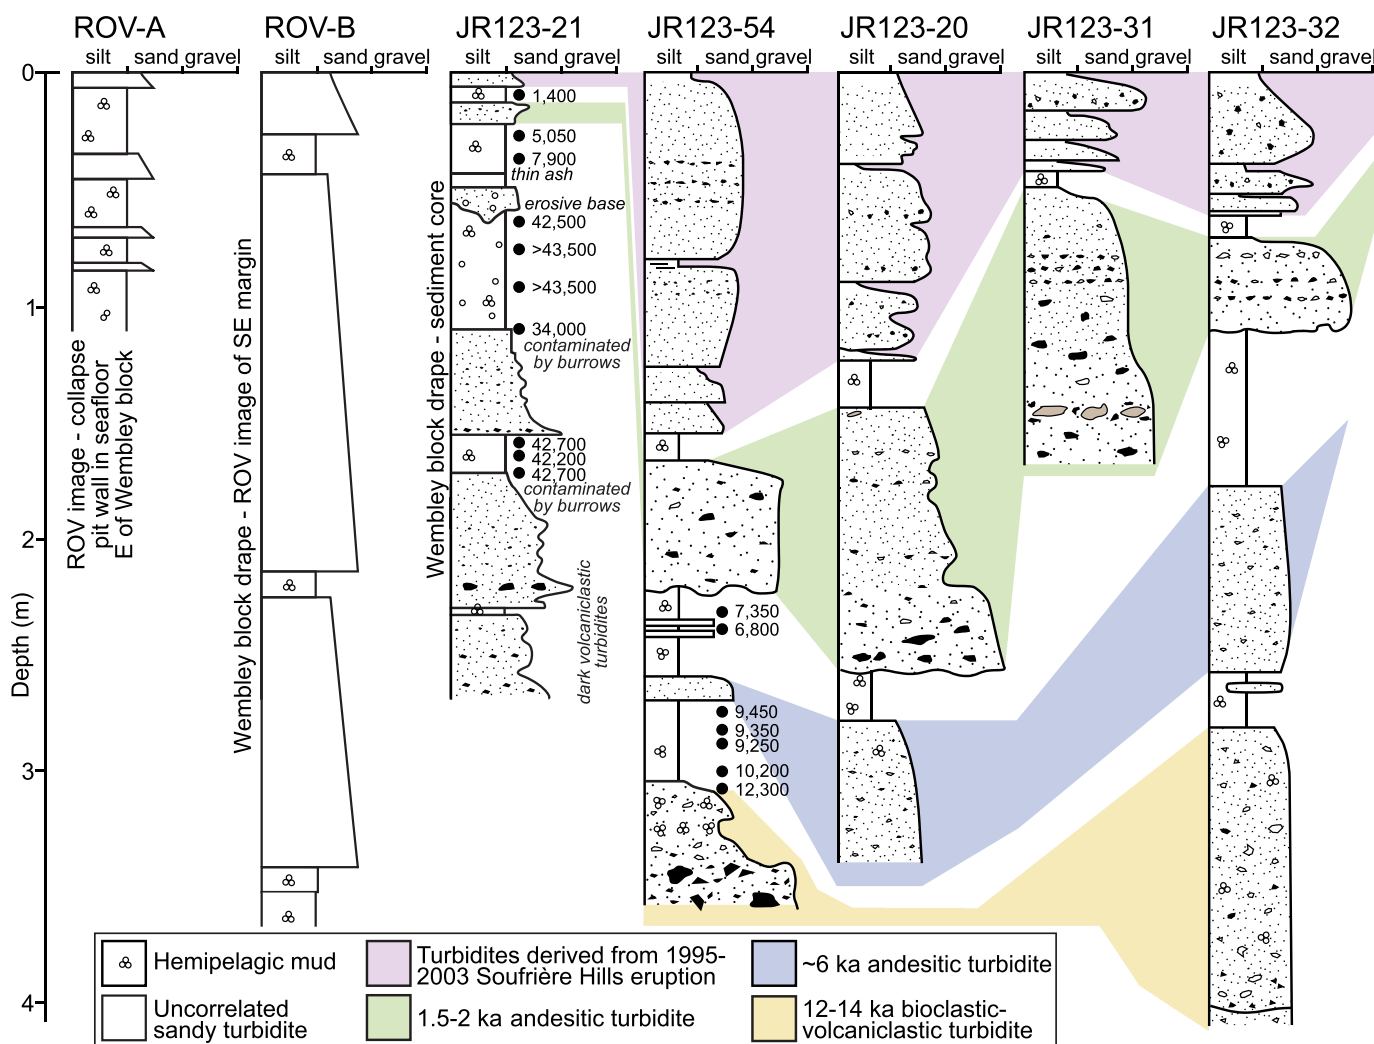 ROV-A
ROV-B
JR123-21
JR123-54
JR123-20
JR123-31
JR123-32
silt sand gravel
silt sand gravel
silt sand gravel
silt sand gravel
silt sand gravel
silt sand gravel
silt sand gravel
Depth (m)
0
1
2
3
4
ROV image - collapse
pit wall in seafloor
E of Wembley block
Wembley block drape - ROV image of SE margin
Wembley block drape - sediment core
1,400
5,050
7,900
thin ash
erosive base
42,500
>43,500
>43,500
34,000
contaminated
by burrows
42,700
42,200
42,700
contaminated
by burrows
dark volcaniclastic
turbidites
7,350
6,800
9,450
9,350
9,250
10,200
12,300
Hemipelagic mud
Uncorrelated
sandy turbidite
Turbidites derived from 1995-
2003 Soufrière Hills eruption
1.5-2 ka andesitic turbidite
~6 ka andesitic turbidite
12-14 ka bioclastic-
volcaniclastic turbidite